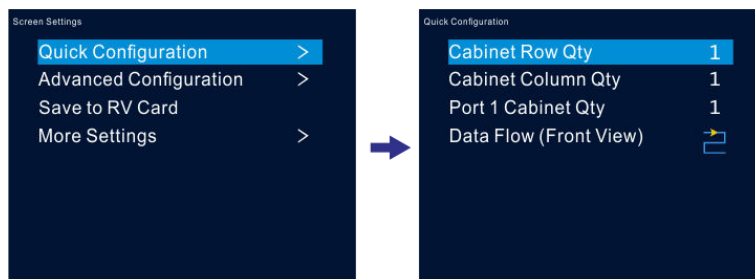 Screen Settings
Quick Configuration >
Advanced Configuration >
Save to RV Card
More Settings >
Quick Configuration
Cabinet Row Qty 1
Cabinet Column Qty 1
Port 1 Cabinet Qty 1
Data Flow (Front View)